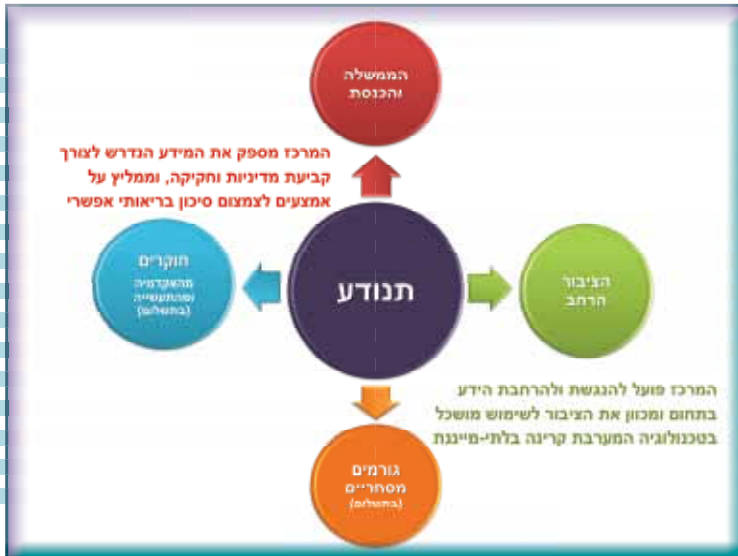 הממשלה
והכנסת
המרכז מספק את המידע הנדרש לצורך
קביעת מדיניות וחקיקה, וממליץ על
אמצעים לצמצום סיכון בריאותי אפשרי
חוקרים
מהאקדמיה
ומהתעשייה
(בתשלום)
תנודע
הציבור
הרחב
המרכז פועל להנגשת ולהרחבת הידע
בתחום ומכוון את הציבור לשימוש מושכל
בטכנולוגיה המערבת קרינה בלתי-מייננת
גורמים
מסחריים
(בתשלום)